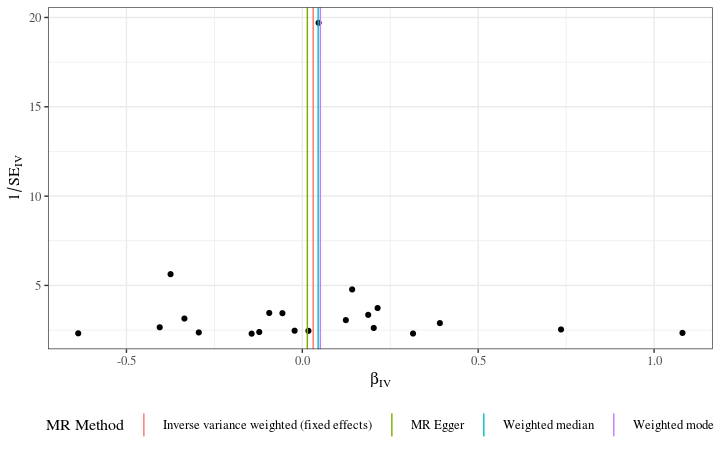 20
15
10
5
1/SE_IV
-0.5 0.0 0.5 1.0
β_IV
MR Method Inverse variance weighted (fixed effects) MR Egger Weighted median Weighted mode